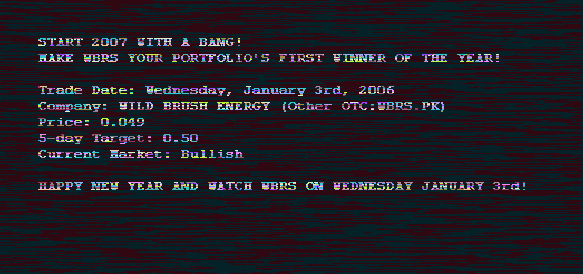 START 2007 WITH A BANG!
MAKE WBRS YOUR PORTFOLIO'S FIRST WINNER OF THE YEAR!
Trade Date: Wednesday, January 3rd, 2006
Company: WILD BRUSH ENERGY (Other OTC:WBRS.PK)
Price: 0.049
5-day Target: 0.50
Current Market: Bullish
HAPPY NEW YEAR AND WATCH WBRS ON WEDNESDAY JANUARY 3rd!